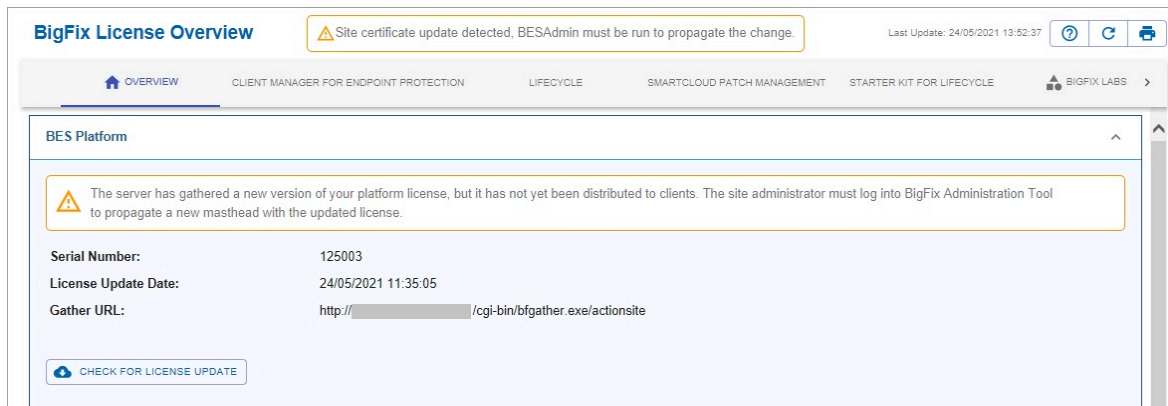 BigFix License Overview
Site certificate update detected, BESAdmin must be run to propagate the change.
Last Update: 24/05/2021 13:52:37
OVERVIEW
CLIENT MANAGER FOR ENDPOINT PROTECTION
LIFECYCLE
SMARTCLOUD PATCH MANAGEMENT
STARTER KIT FOR LIFECYCLE
BIGFIX LABS
BES Platform
The server has gathered a new version of your platform license, but it has not yet been distributed to clients. The site administrator must log into BigFix Administration Tool
to propagate a new masthead with the updated license.
Serial Number: 125003
License Update Date: 24/05/2021 11:35:05
Gather URL: http:// /cgi-bin/bfgather.exe/actionsite
CHECK FOR LICENSE UPDATE